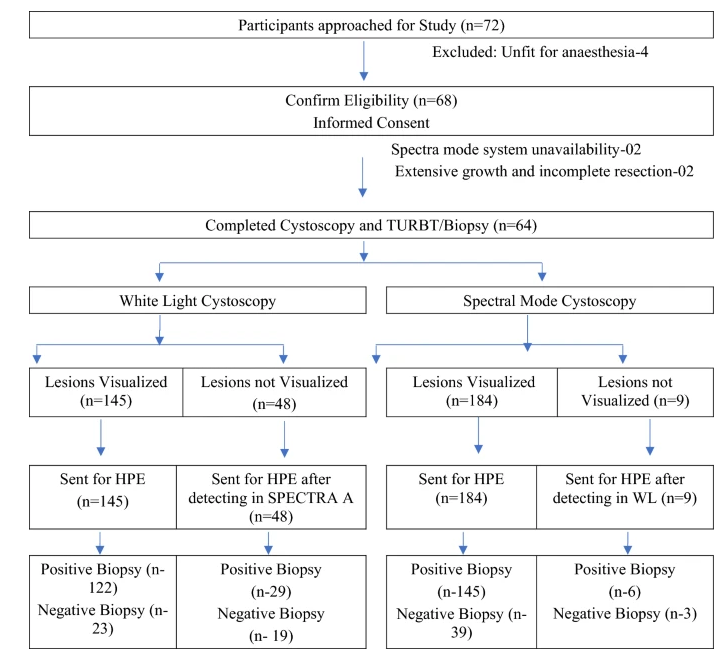 Participants approached for Study (n=72)
Excluded: Unfit for anaesthesia-4
Confirm Eligibility (n=68)
Informed Consent
Spectra mode system unavailability-02
Extensive growth and incomplete resection-02
Completed Cystoscopy and TURBT/Biopsy (n=64)
White Light Cystoscopy
Spectral Mode Cystoscopy
Lesions Visualized
(n=145)
Lesions not Visualized
(n=48)
Lesions Visualized
(n=184)
Lesions not
Visualized (n=9)
Sent for HPE
(n=145)
Sent for HPE after
detecting in SPECTRA A
(n=48)
Sent for HPE
(n=184)
Sent for HPE after
detecting in WL (n=9)
Positive Biopsy (n-
122)
Negative Biopsy (n-
23)
Positive Biopsy
(n-29)
Negative Biopsy
(n- 19)
Positive Biopsy
(n-145)
Negative Biopsy (n-
39)
Positive Biopsy
(n-6)
Negative Biopsy (n-3)